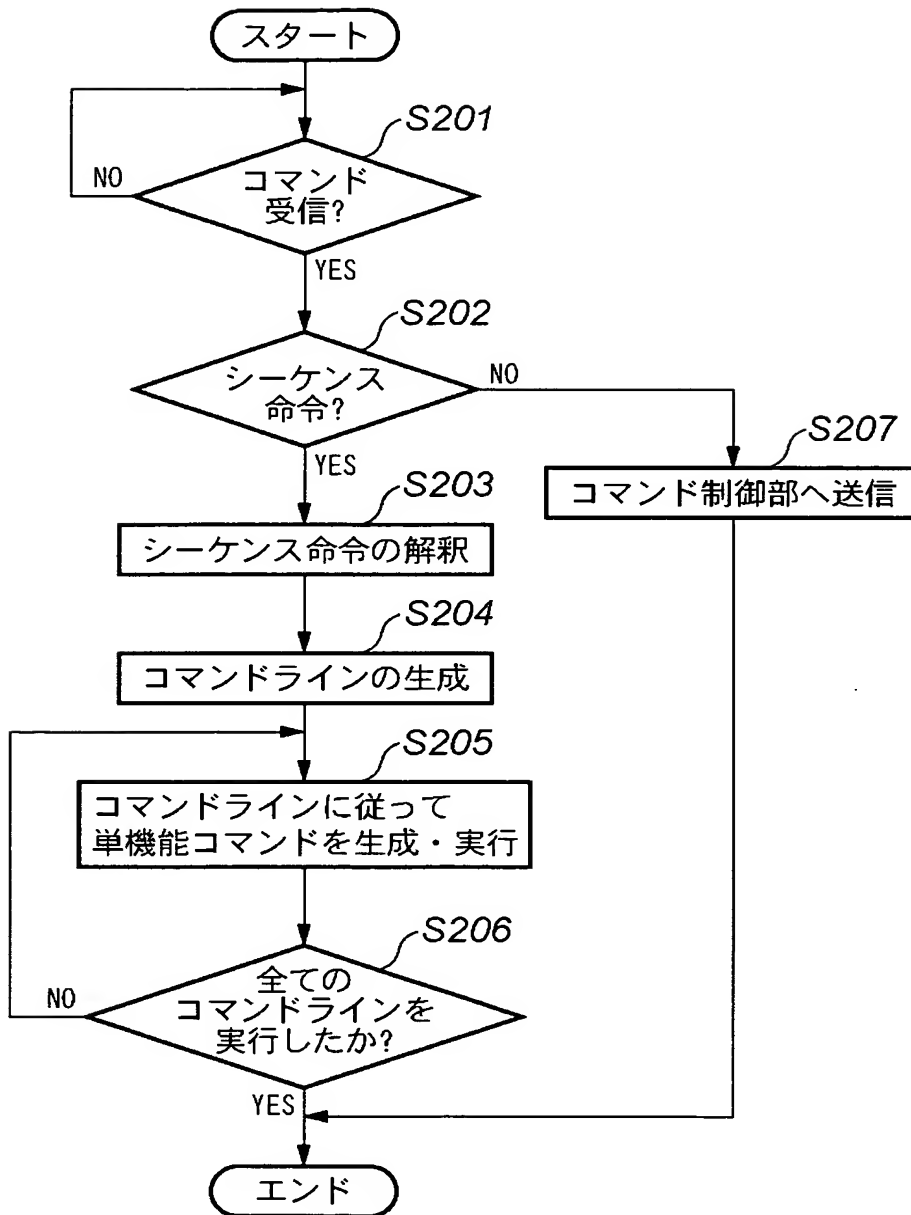 スタート
S201
NO
コマンド
受信?
YES
S202
シーケンス
命令?
NO
YES
S207
コマンド制御部へ送信
S203
シーケンス命令の解釈
S204
コマンドラインの生成
S205
コマンドラインに従って
単機能コマンドを生成・実行
S206
全ての
コマンドラインを
実行したか?
NO
YES
エンド